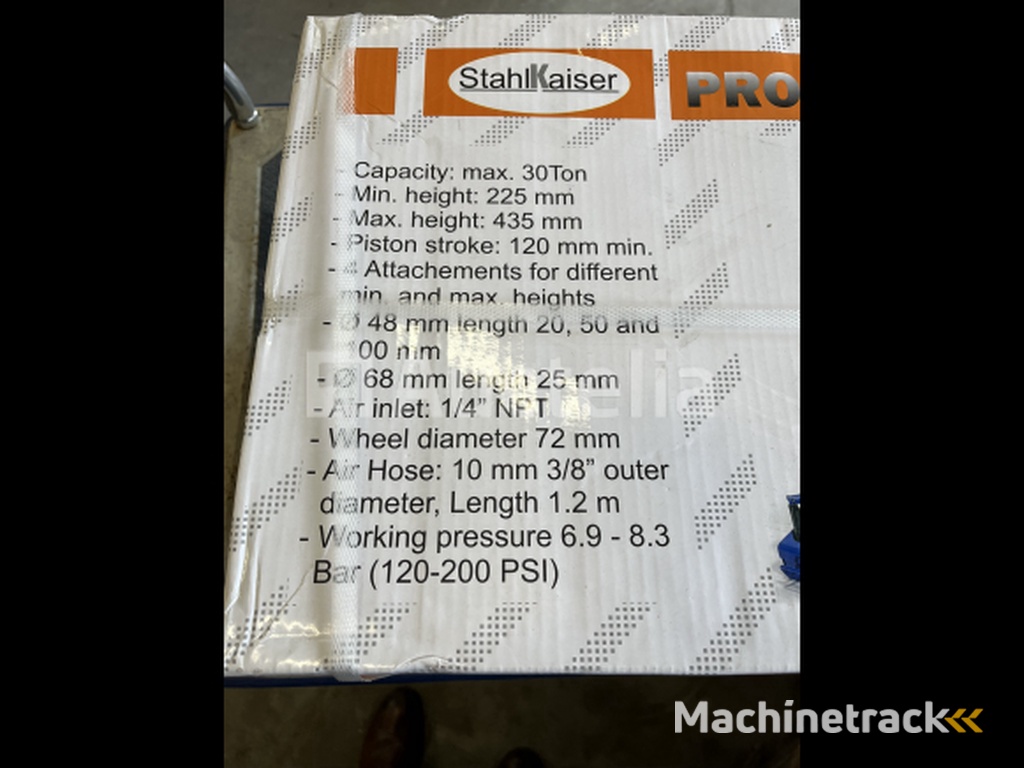 StahlKaiser
PRO
- Capacity: max. 30Ton
- Min. height: 225 mm
- Max. height: 435 mm
- Piston stroke: 120 mm min.
- 4 Attachements for different
min. and max. heights
- Ø 48 mm length 20, 50 and
100 mm
- Ø 68 mm length 25 mm
- Air inlet: 1/4” NPT
- Wheel diameter 72 mm
- Air Hose: 10 mm 3/8” outer
diameter, Length 1.2 m
- Working pressure 6.9 - 8.3
Bar (120-200 PSI)
Machinetrack